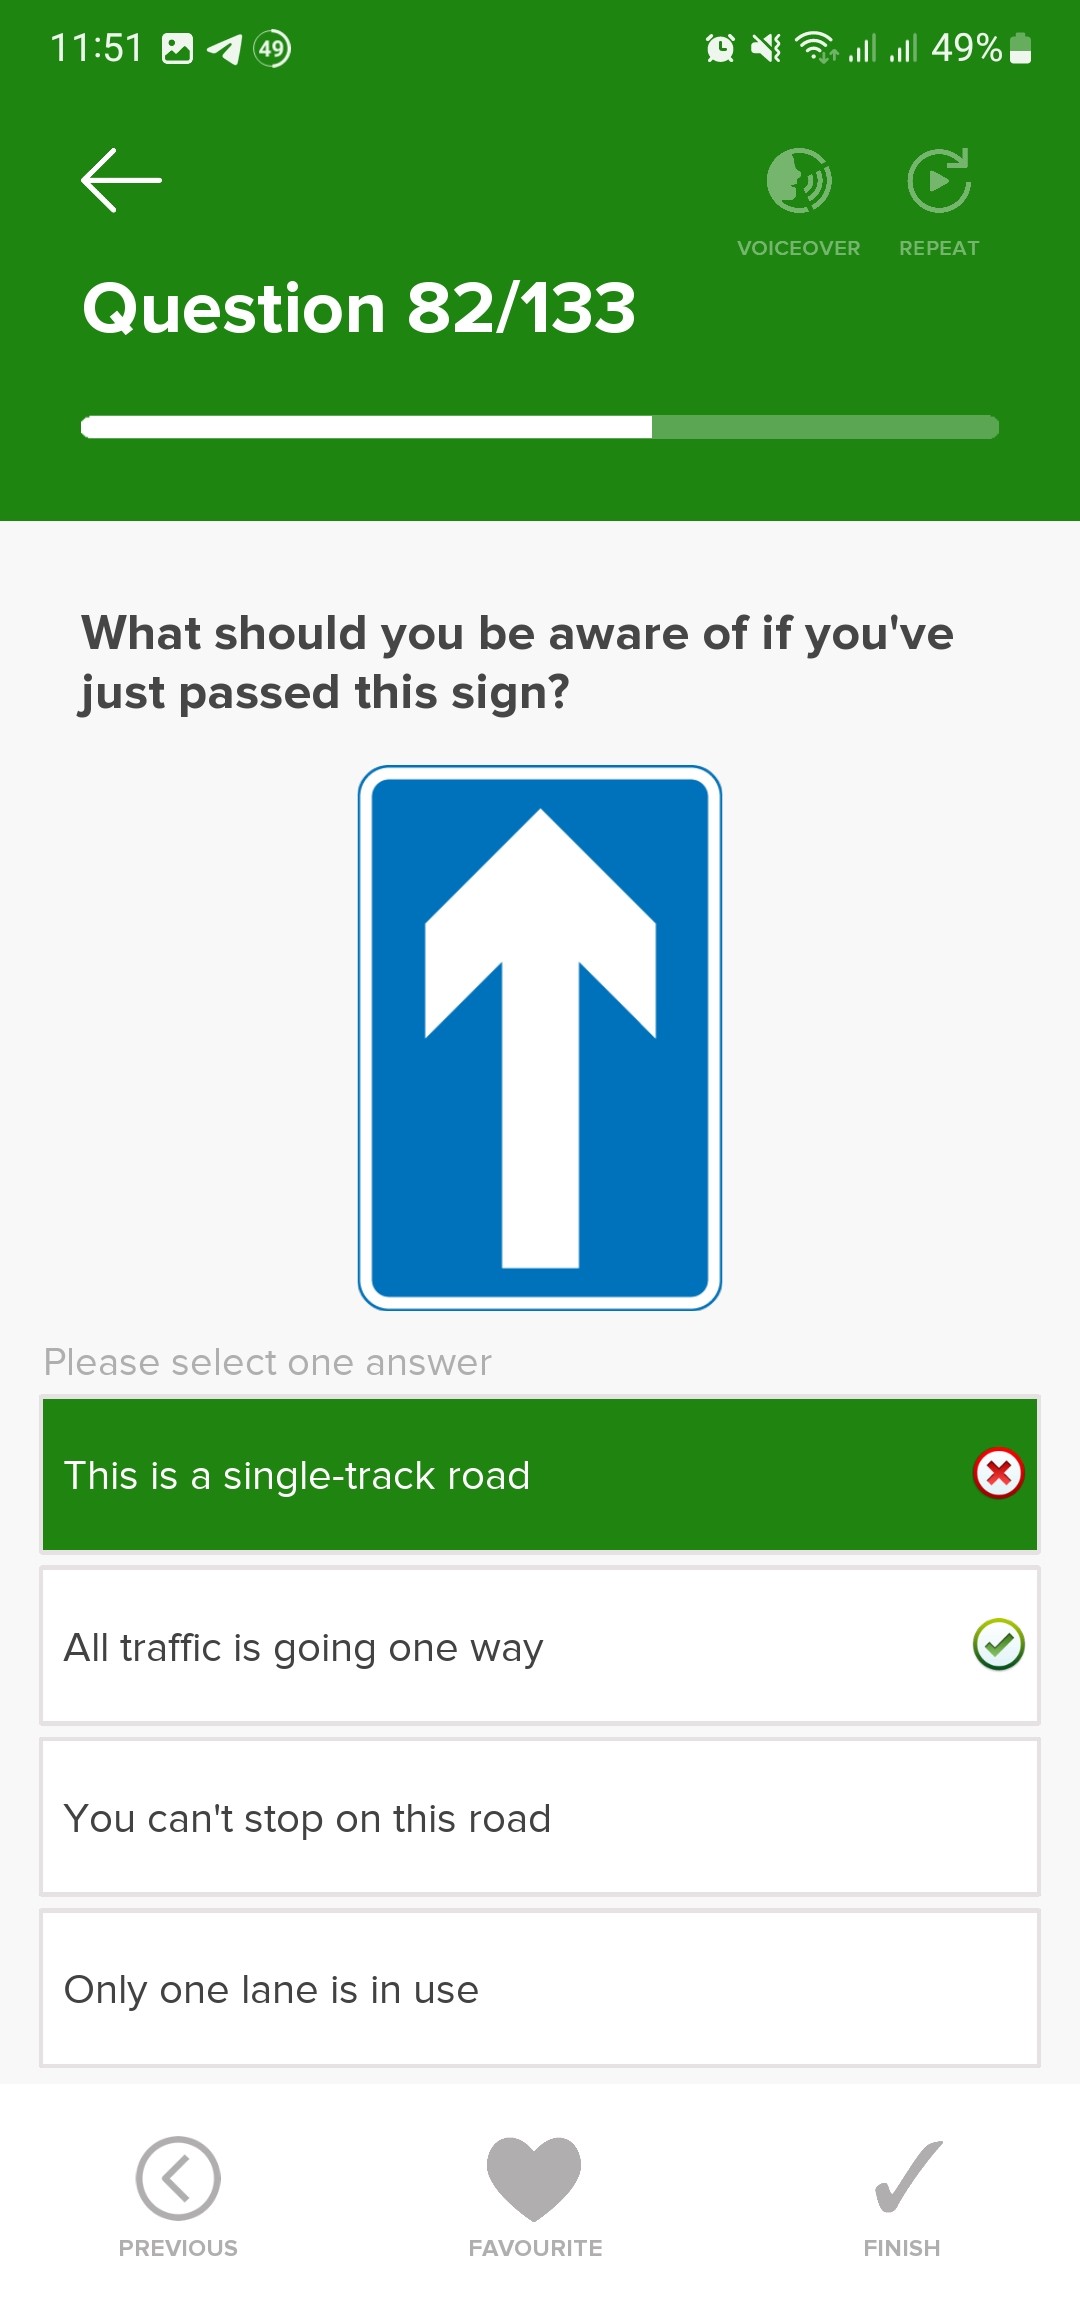 11:51
49
49%
VOICEOVER
REPEAT
Question 82/133
What should you be aware of if you've
just passed this sign?
Please select one answer
This is a single-track road
All traffic is going one way
You can't stop on this road
Only one lane is in use
PREVIOUS
FAVOURITE
FINISH